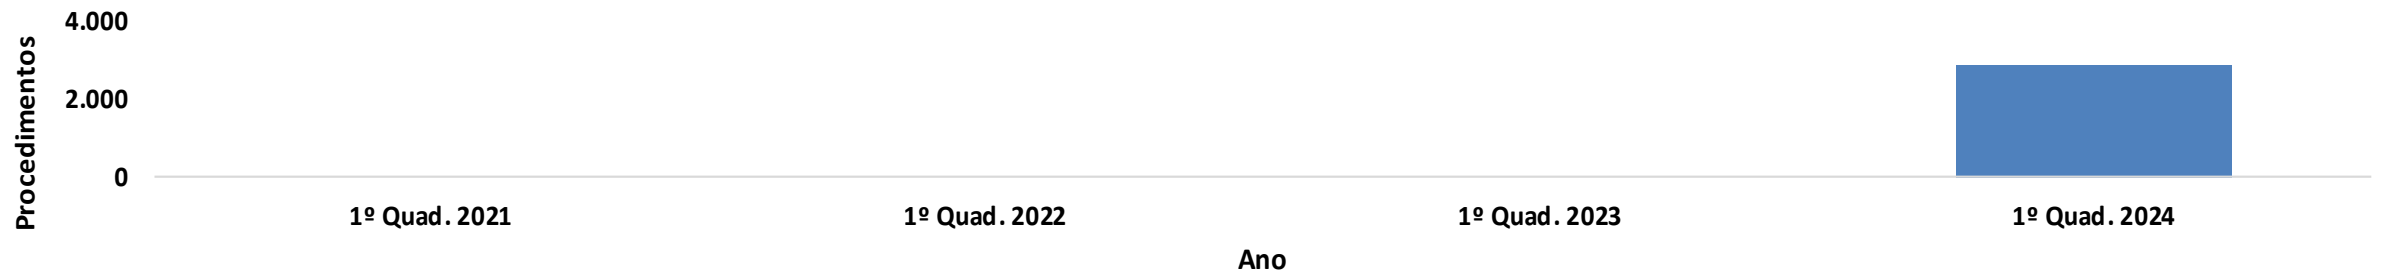 Procedimentos
4.000
2.000
0
1º Quad. 2021
1º Quad. 2022
1º Quad. 2023
1º Quad. 2024
Ano